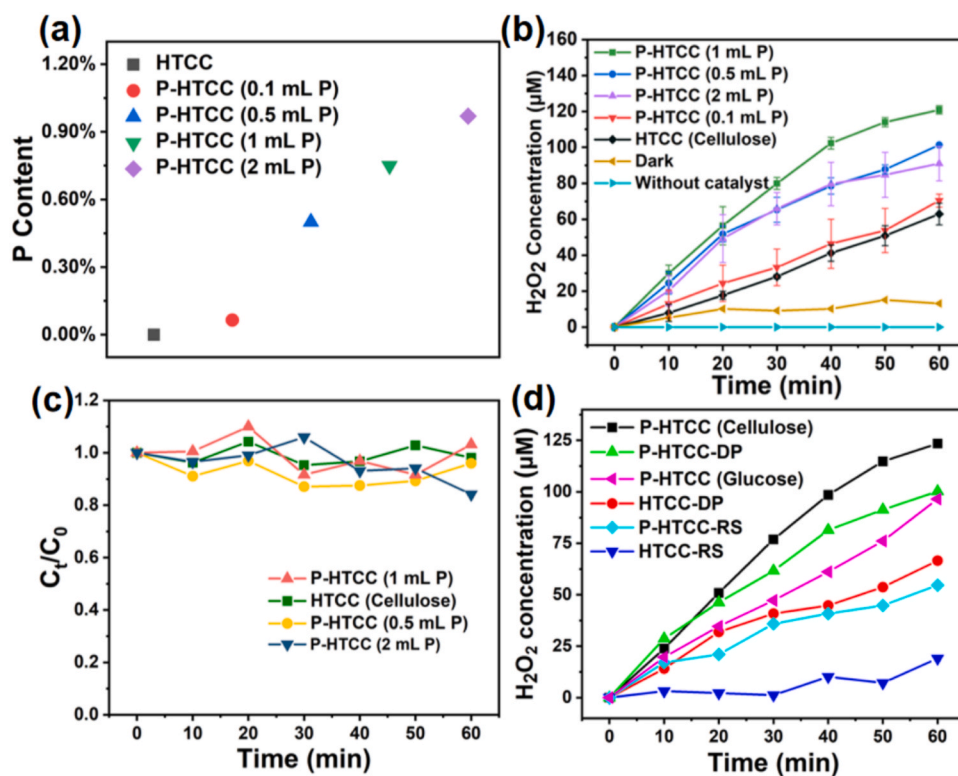 (a)
P Content
1.20%
0.90%
0.60%
0.30%
0.00%
HTCC
P-HTCC (0.1 mL P)
P-HTCC (0.5 mL P)
P-HTCC (1 mL P)
P-HTCC (2 mL P)
(b)
H2O2 Concentration (µM)
160
140
120
100
80
60
40
20
0
P-HTCC (1 mL P)
P-HTCC (0.5 mL P)
P-HTCC (2 mL P)
P-HTCC (0.1 mL P)
HTCC (Cellulose)
Dark
Without catalyst
0 10 20 30 40 50 60
Time (min)
(c)
Ct/C0
1.2
1.0
0.8
0.6
0.4
0.2
0.0
P-HTCC (1 mL P)
HTCC (Cellulose)
P-HTCC (0.5 mL P)
P-HTCC (2 mL P)
0 10 20 30 40 50 60
Time (min)
(d)
H2O2 concentration (µM)
125
100
75
50
25
0
P-HTCC (Cellulose)
P-HTCC-DP
P-HTCC (Glucose)
HTCC-DP
P-HTCC-RS
HTCC-RS
0 10 20 30 40 50 60
Time (min)